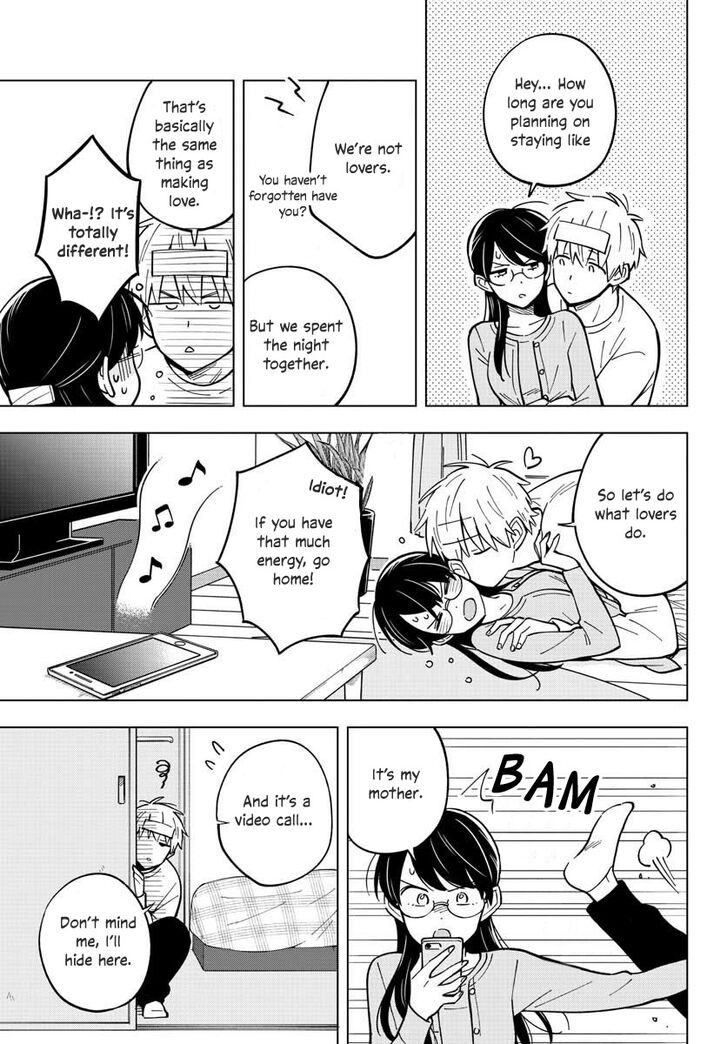 Hey... How
long are you
planning on
staying like
We're not
lovers.
You haven't
forgotten have
you?
But we spent
the night
together.
That's
basically
the same
thing as
making
love.
Wha-!? It's
totally
different!
So let's do
what lovers
do.
Idiot!
If you have
that much
energy, go
home!
BAM
It's my
mother.
And it's a
video call...
Don't mind
me, I'll
hide here.